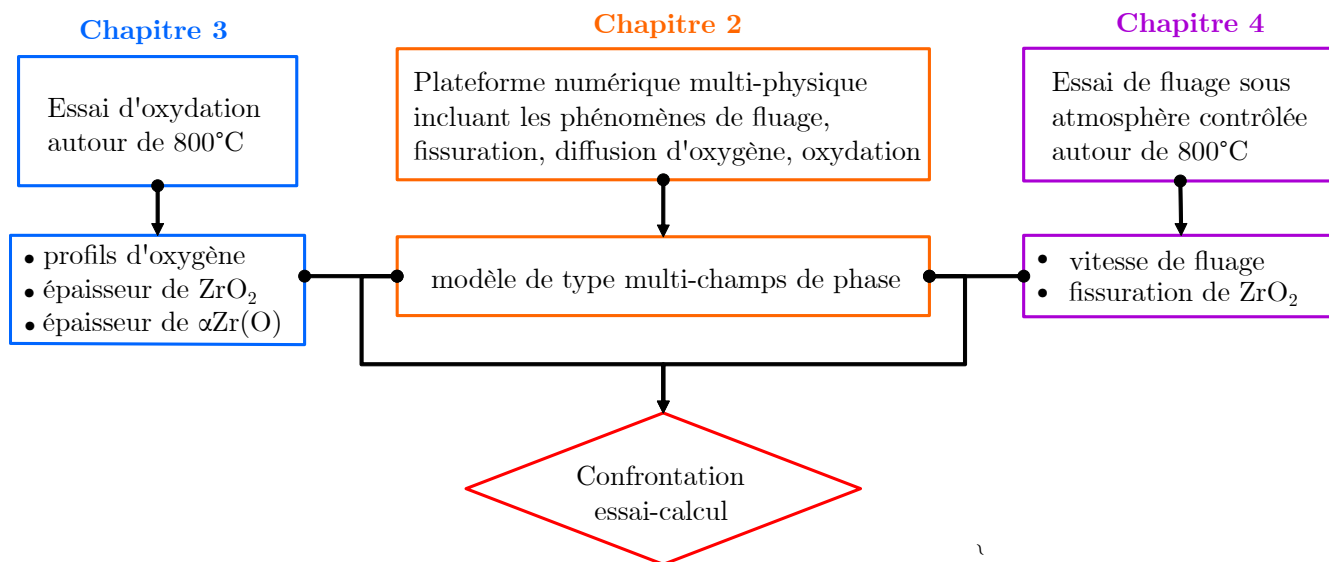 Chapitre 3
Essai d'oxydation
autour de 800°C
• profils d'oxygène
• épaisseur de ZrO₂
• épaisseur de αZr(O)
Chapitre 2
Plateforme numérique multi-physique
incluant les phénomènes de fluage,
fissuration, diffusion d'oxygène, oxydation
modèle de type multi-champs de phase
Chapitre 4
Essai de fluage sous
atmosphère contrôlée
autour de 800°C
• vitesse de fluage
• fissuration de ZrO₂
Confrontation
essai-calcul